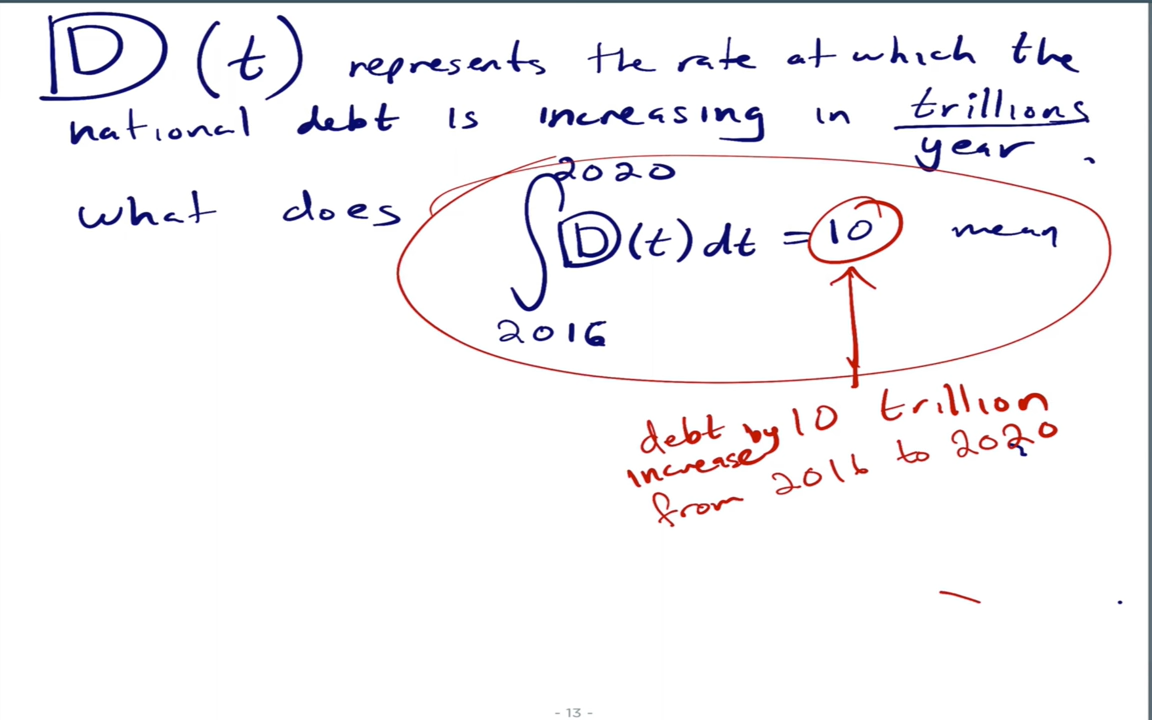 D (t) represents the rate at which the
national debt is increasing in trillions/year.
what does ∫ 2016 2020 D(t) dt = 10 mean
debt by 10 trillion
increase
from 2016 to 2020
- 13 -